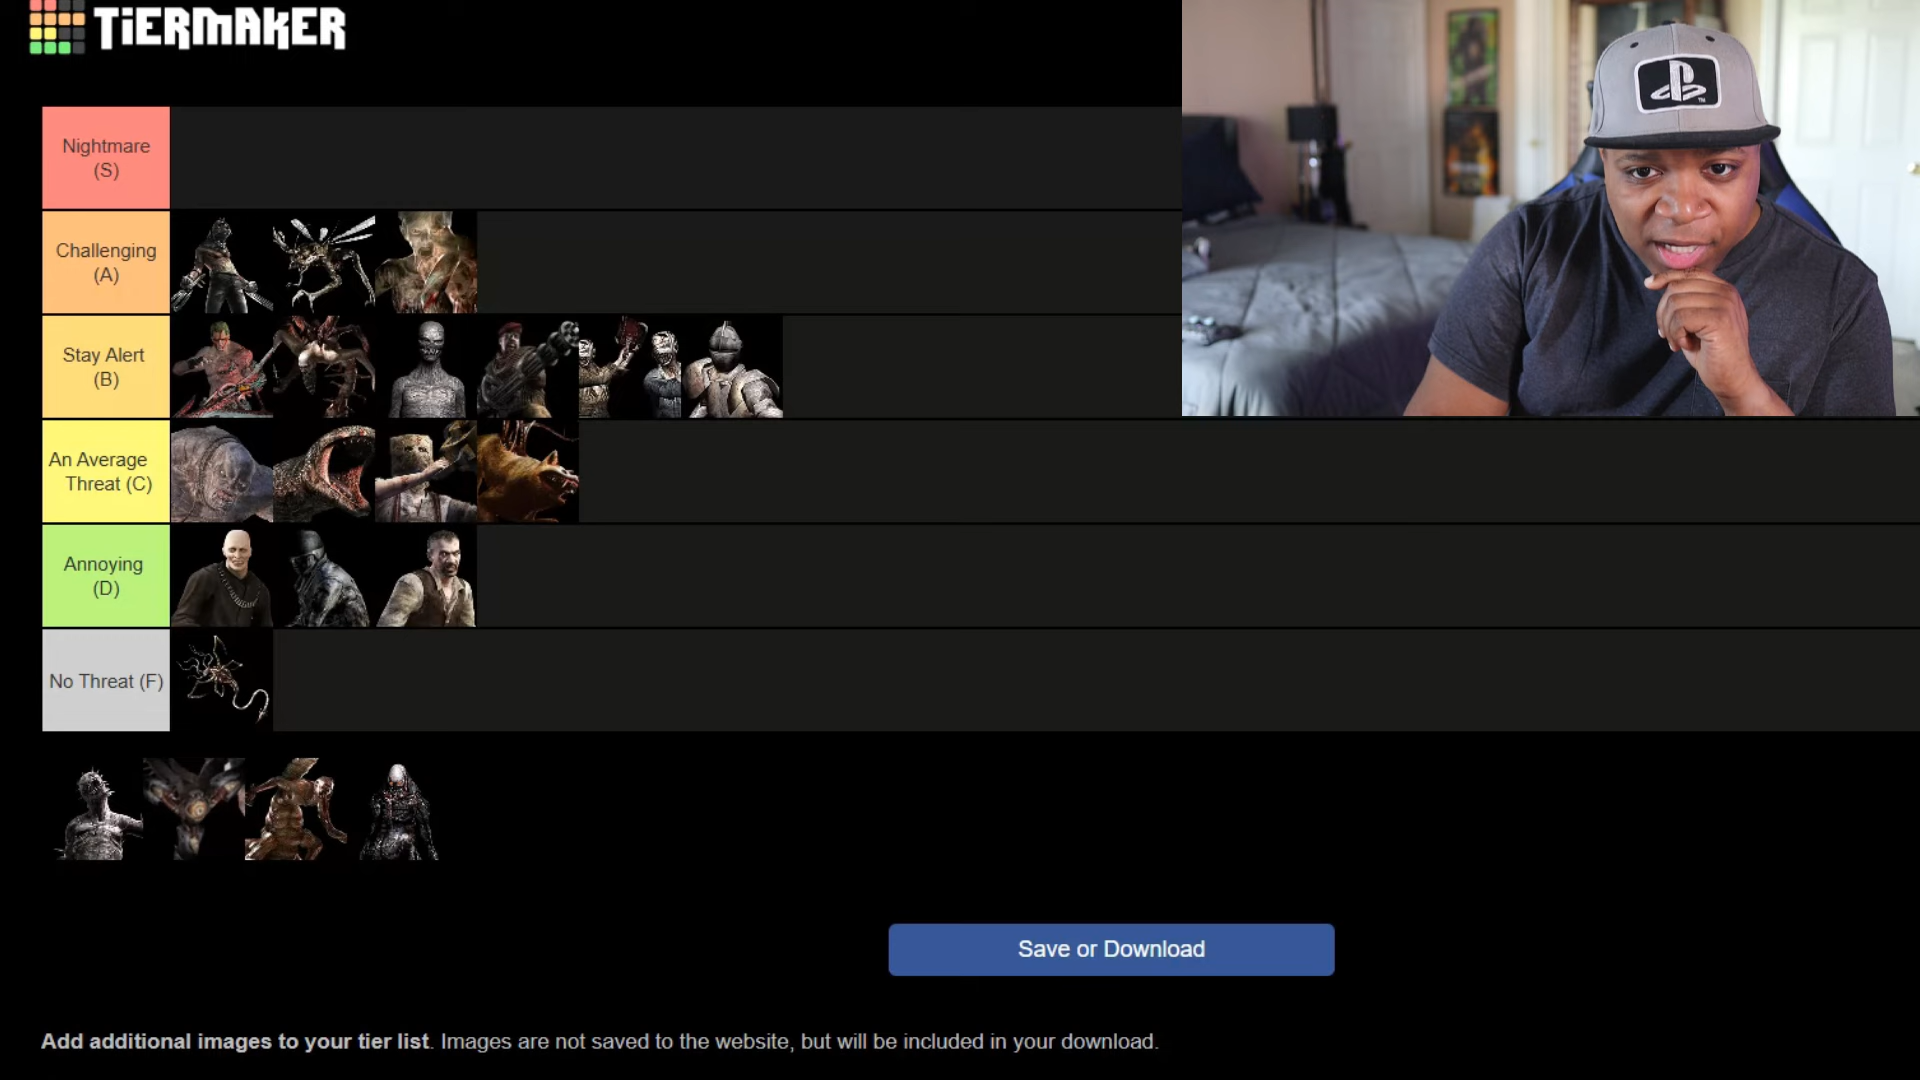 TiERMAKER
Nightmare
(S)
Challenging
(A)
Stay Alert
(B)
An Average
Threat (C)
Annoying
(D)
No Threat (F)
Save or Download
Add additional images to your tier list. Images are not saved to the website, but will be included in your download.